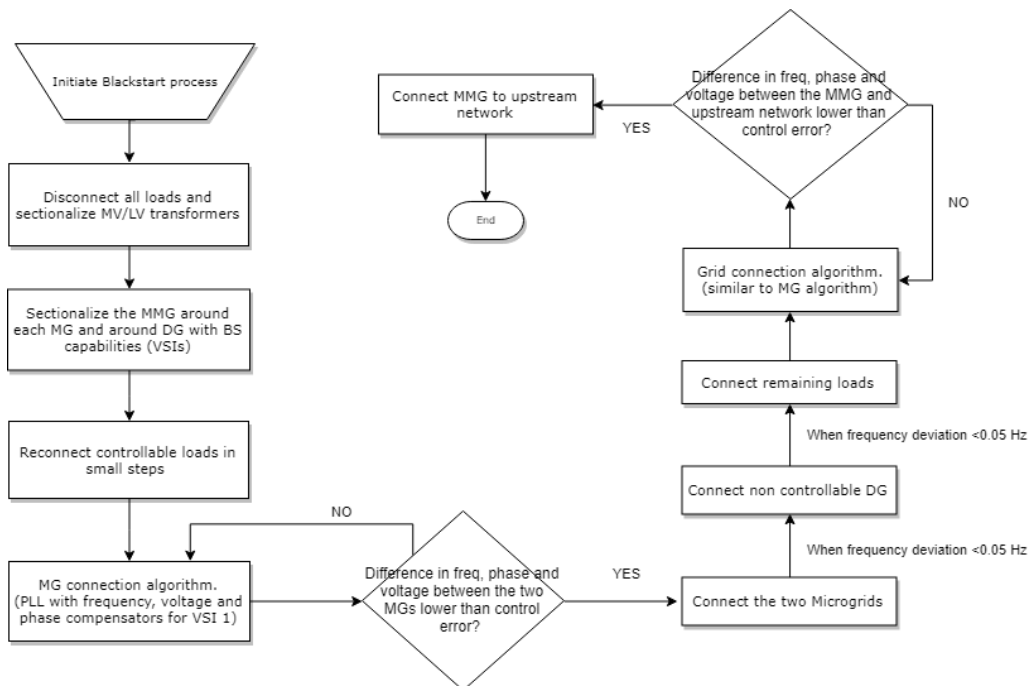 Initiate Blackstart process
Disconnect all loads and
sectionalize MV/LV transformers
Sectionalize the MMG around
each MG and around DG with BS
capabilities (VSIs)
Reconnect controllable loads in
small steps
MG connection algorithm.
(PLL with frequency, voltage and
phase compensators for VSI 1)
NO
Difference in freq, phase and
voltage between the two
MGs lower than control
error?
YES
Connect the two Microgrids
When frequency deviation <0.05 Hz
Connect non controllable DG
When frequency deviation <0.05 Hz
Connect remaining loads
Grid connection algorithm.
(similar to MG algorithm)
NO
Difference in freq, phase and
voltage between the MMG and
upstream network lower than
control error?
YES
Connect MMG to upstream
network
End